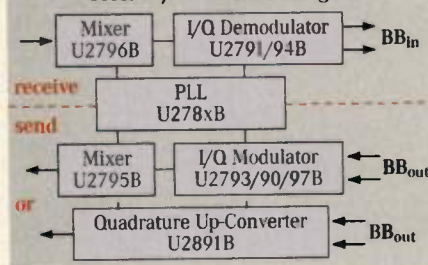 Mixer
U2796B
I/Q Demodulator
U2791/94B
BBin
receive
PLL
U278xB
send
Mixer
U2795B
I/Q Modulator
U2793/90/97B
BBout
or
Quadrature Up-Converter
U2891B
BBout